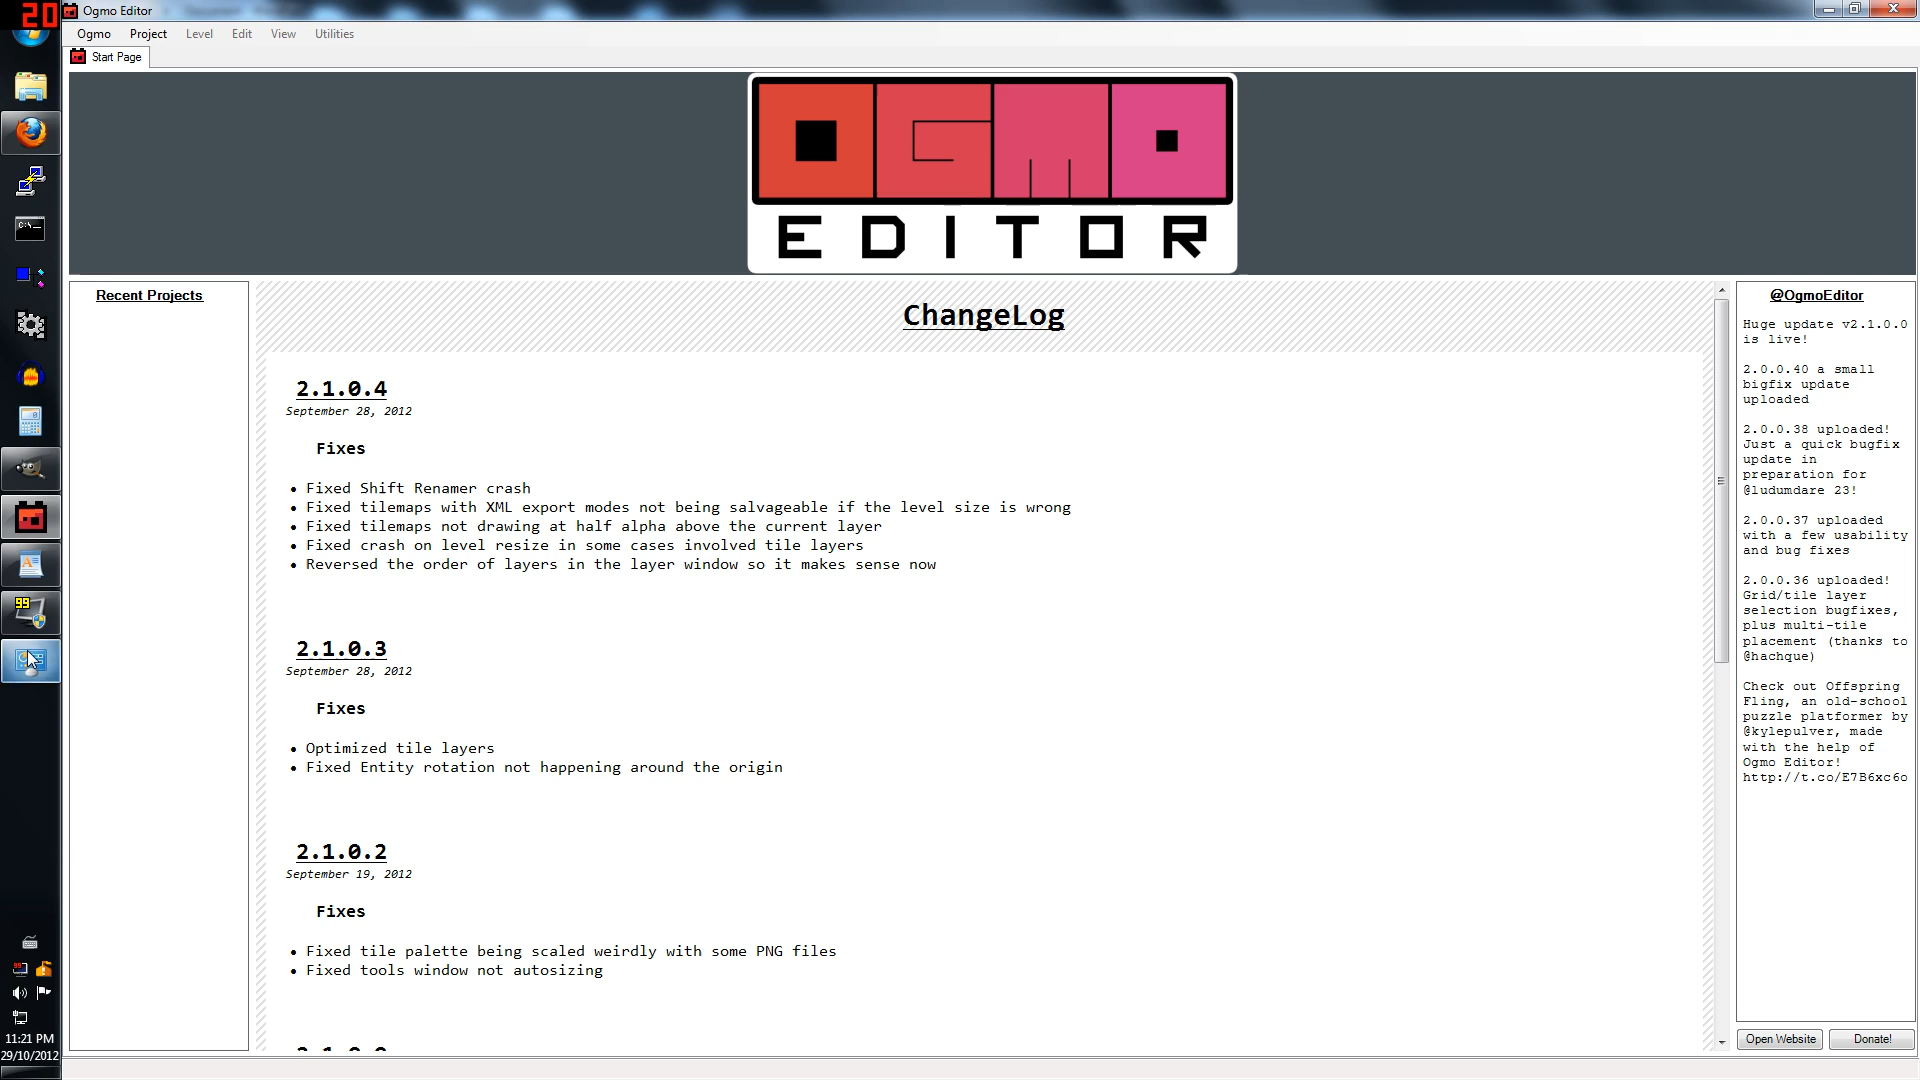 20
Ogmo Editor
Ogmo Project Level Edit View Utilities
Start Page
OGMO
EDITOR
Recent Projects
ChangeLog
2.1.0.4
September 28, 2012
Fixes
• Fixed Shift Renamer crash
• Fixed tilemaps with XML export modes not being salvageable if the level size is wrong
• Fixed tilemaps not drawing at half alpha above the current layer
• Fixed crash on level resize in some cases involved tile layers
• Reversed the order of layers in the layer window so it makes sense now
2.1.0.3
September 28, 2012
Fixes
• Optimized tile layers
• Fixed Entity rotation not happening around the origin
2.1.0.2
September 19, 2012
Fixes
• Fixed tile palette being scaled weirdly with some PNG files
• Fixed tools window not autosizing
@OgmoEditor
Huge update v2.1.0.0
is live!
2.0.0.40 a small
bigfix update
uploaded
2.0.0.38 uploaded!
Just a quick bugfix
update in
preparation for
@ludumdare 23!
2.0.0.37 uploaded
with a few usability
and bug fixes
2.0.0.36 uploaded!
Grid/tile layer
selection bugfixes,
plus multi-tile
placement (thanks to
@hachque)
Check out Offspring
Fling, an old-school
puzzle platformer by
@kylepulver, made
with the help of
Ogmo Editor!
http://t.co/E7B6xc6o
Open Website Donate!
C:\_
99
11:21 PM
29/10/2012